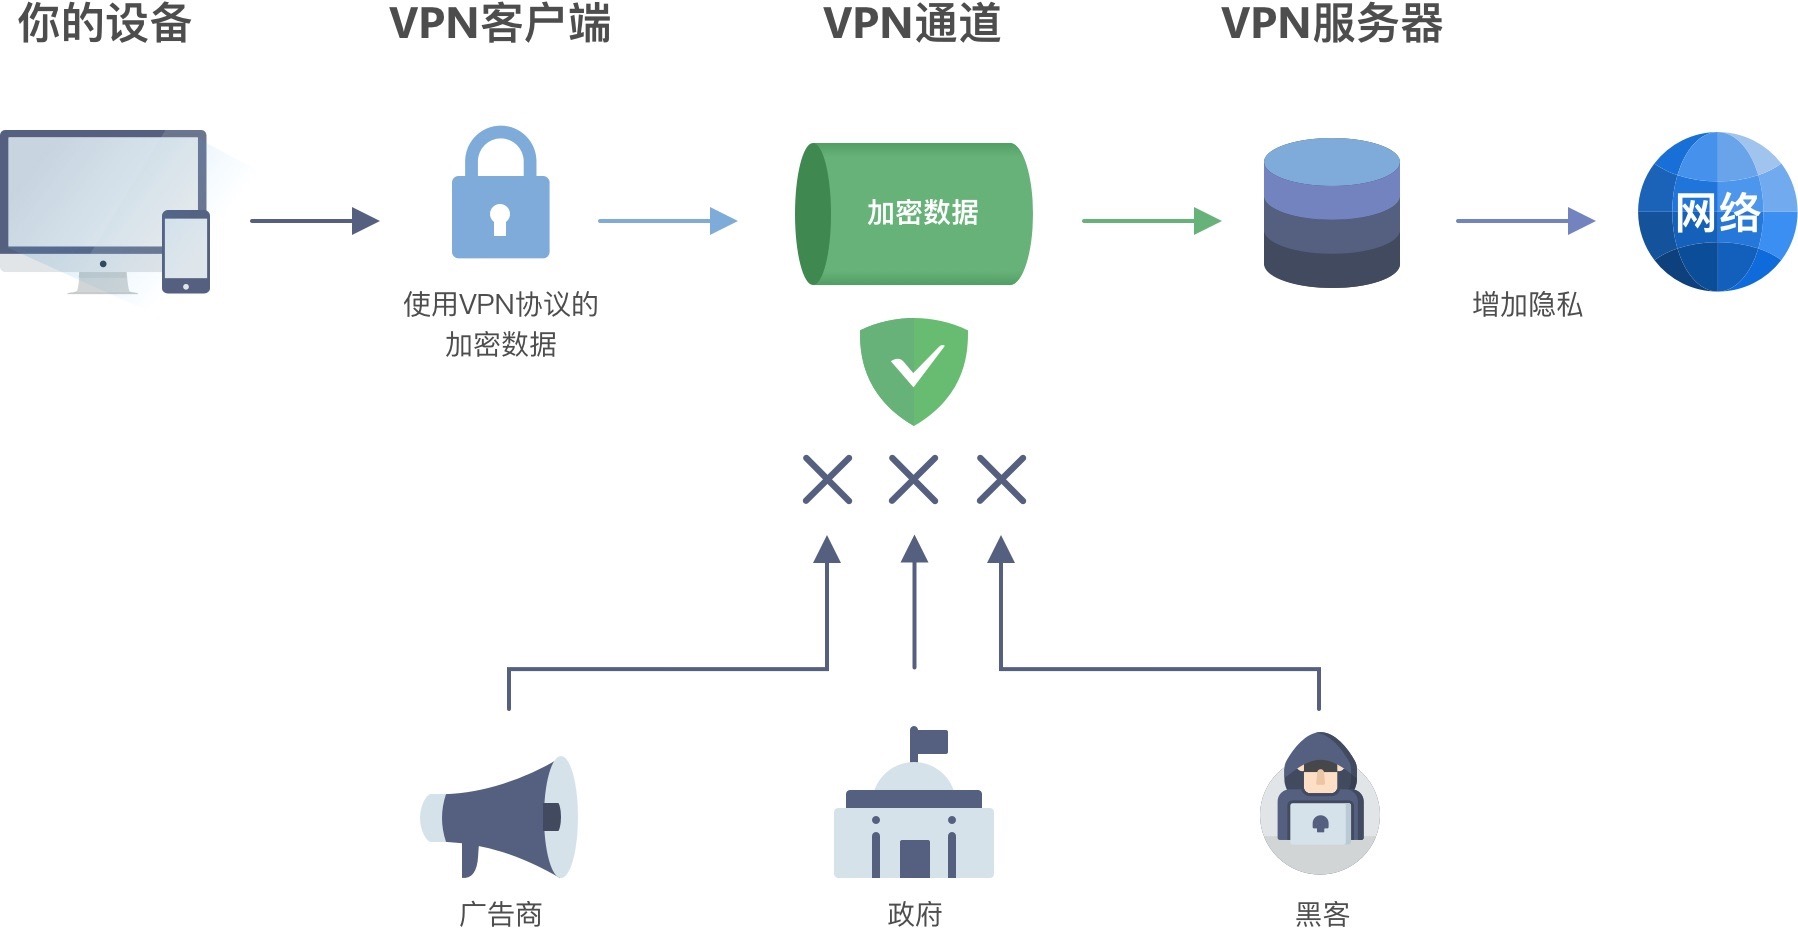 你的设备
VPN客户端
VPN通道
VPN服务器
加密数据
网络
使用VPN协议的
加密数据
增加隐私
广告商
政府
黑客